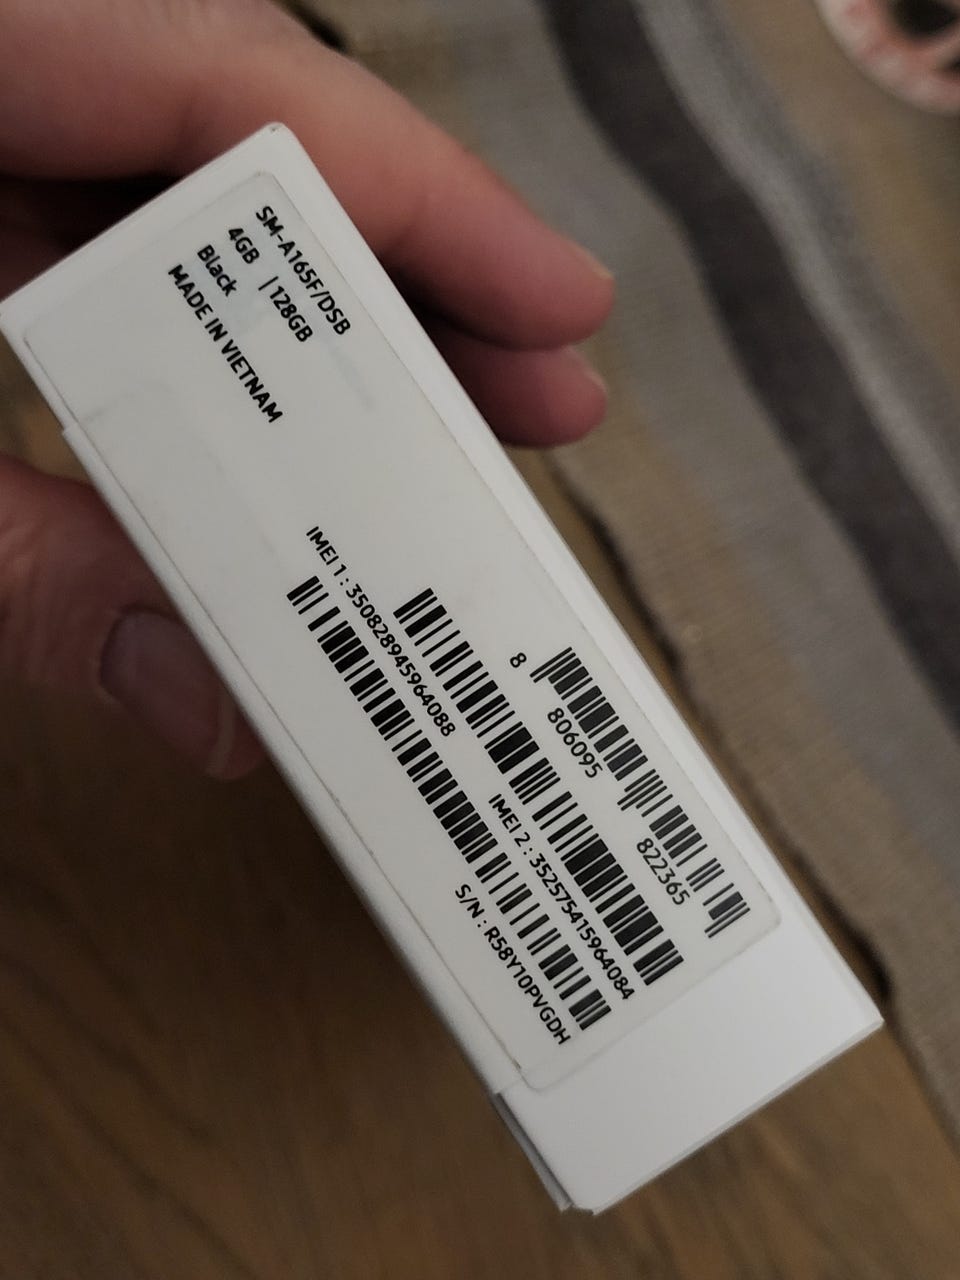 SM-A165F/DSB
4GB | 128GB
Black
MADE IN VIETNAM
8 806095 822365
IMEI 1 : 350828945964088
IMEI 2 : 352575415964084
S/N : R58Y10PVGDH